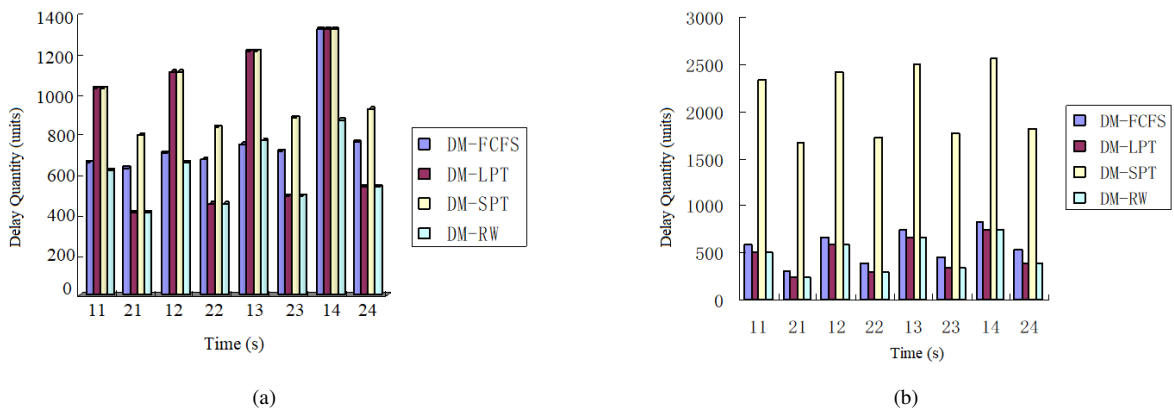 1400
1200
1000
800
600
400
200
0
Delay Quantity (units)
11 21 12 22 13 23 14 24
Time (s)
DM-FCFS
DM-LPT
DM-SPT
DM-RW
(a)
3000
2500
2000
1500
1000
500
0
Delay Quantity (units)
11 21 12 22 13 23 14 24
Time (s)
DM-FCFS
DM-LPT
DM-SPT
DM-RW
(b)